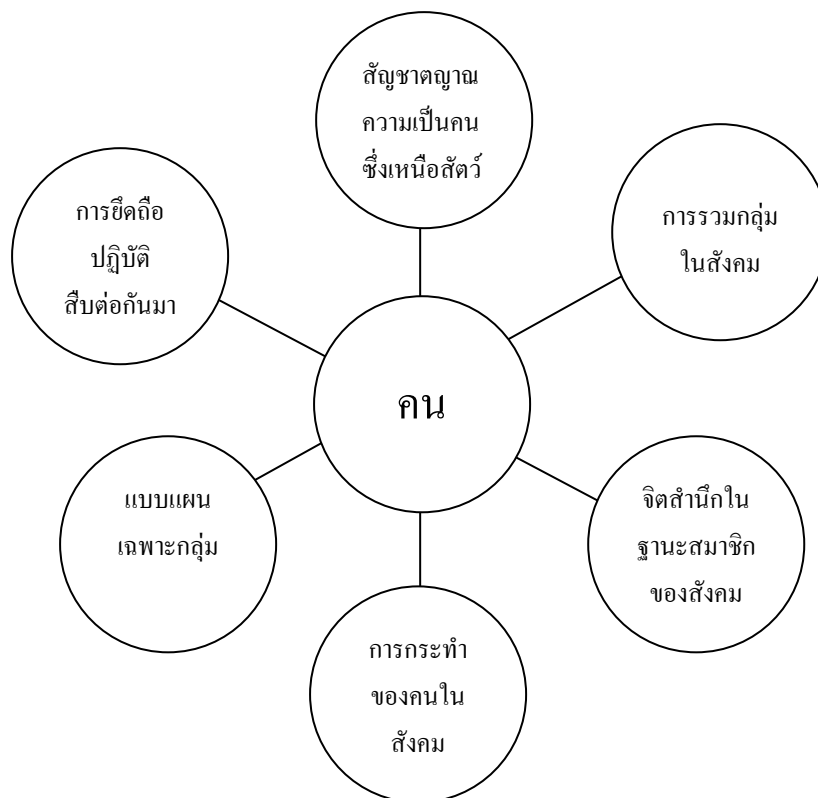 สัญชาตญาณ
ความเป็นคน
ซึ่งเหนือสัตว์
การรวมกลุ่ม
ในสังคม
จิตสำนึกใน
ฐานะสมาชิก
ของสังคม
การกระทำ
ของคนใน
สังคม
แบบแผน
เฉพาะกลุ่ม
การยึดถือ
ปฏิบัติ
สืบต่อกันมา
คน